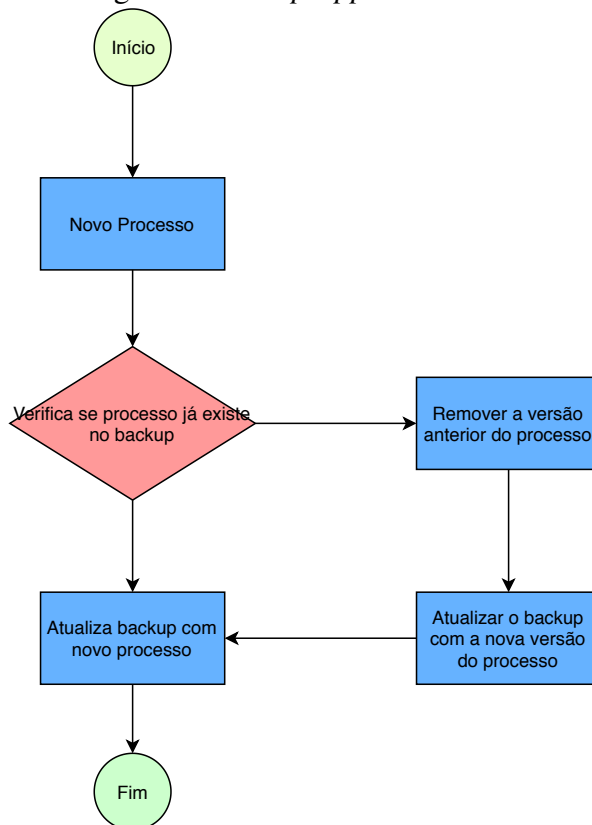 Início
Novo Processo
Verifica se processo já existe
no backup
Remover a versão
anterior do processo
Atualiza backup com
novo processo
Atualizar o backup
com a nova versão
do processo
Fim